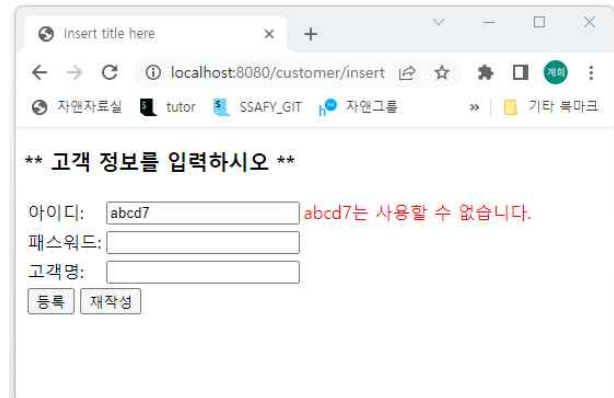 Insert title here
localhost:8080/customer/insert
계희
자앤자료실 tutor SSAFY_GIT 자앤그룹 » 기타 북마크
** 고객 정보를 입력하시오 **
아이디: abcd7 abcd7는 사용할 수 없습니다.
패스워드:
고객명:
등록 재작성